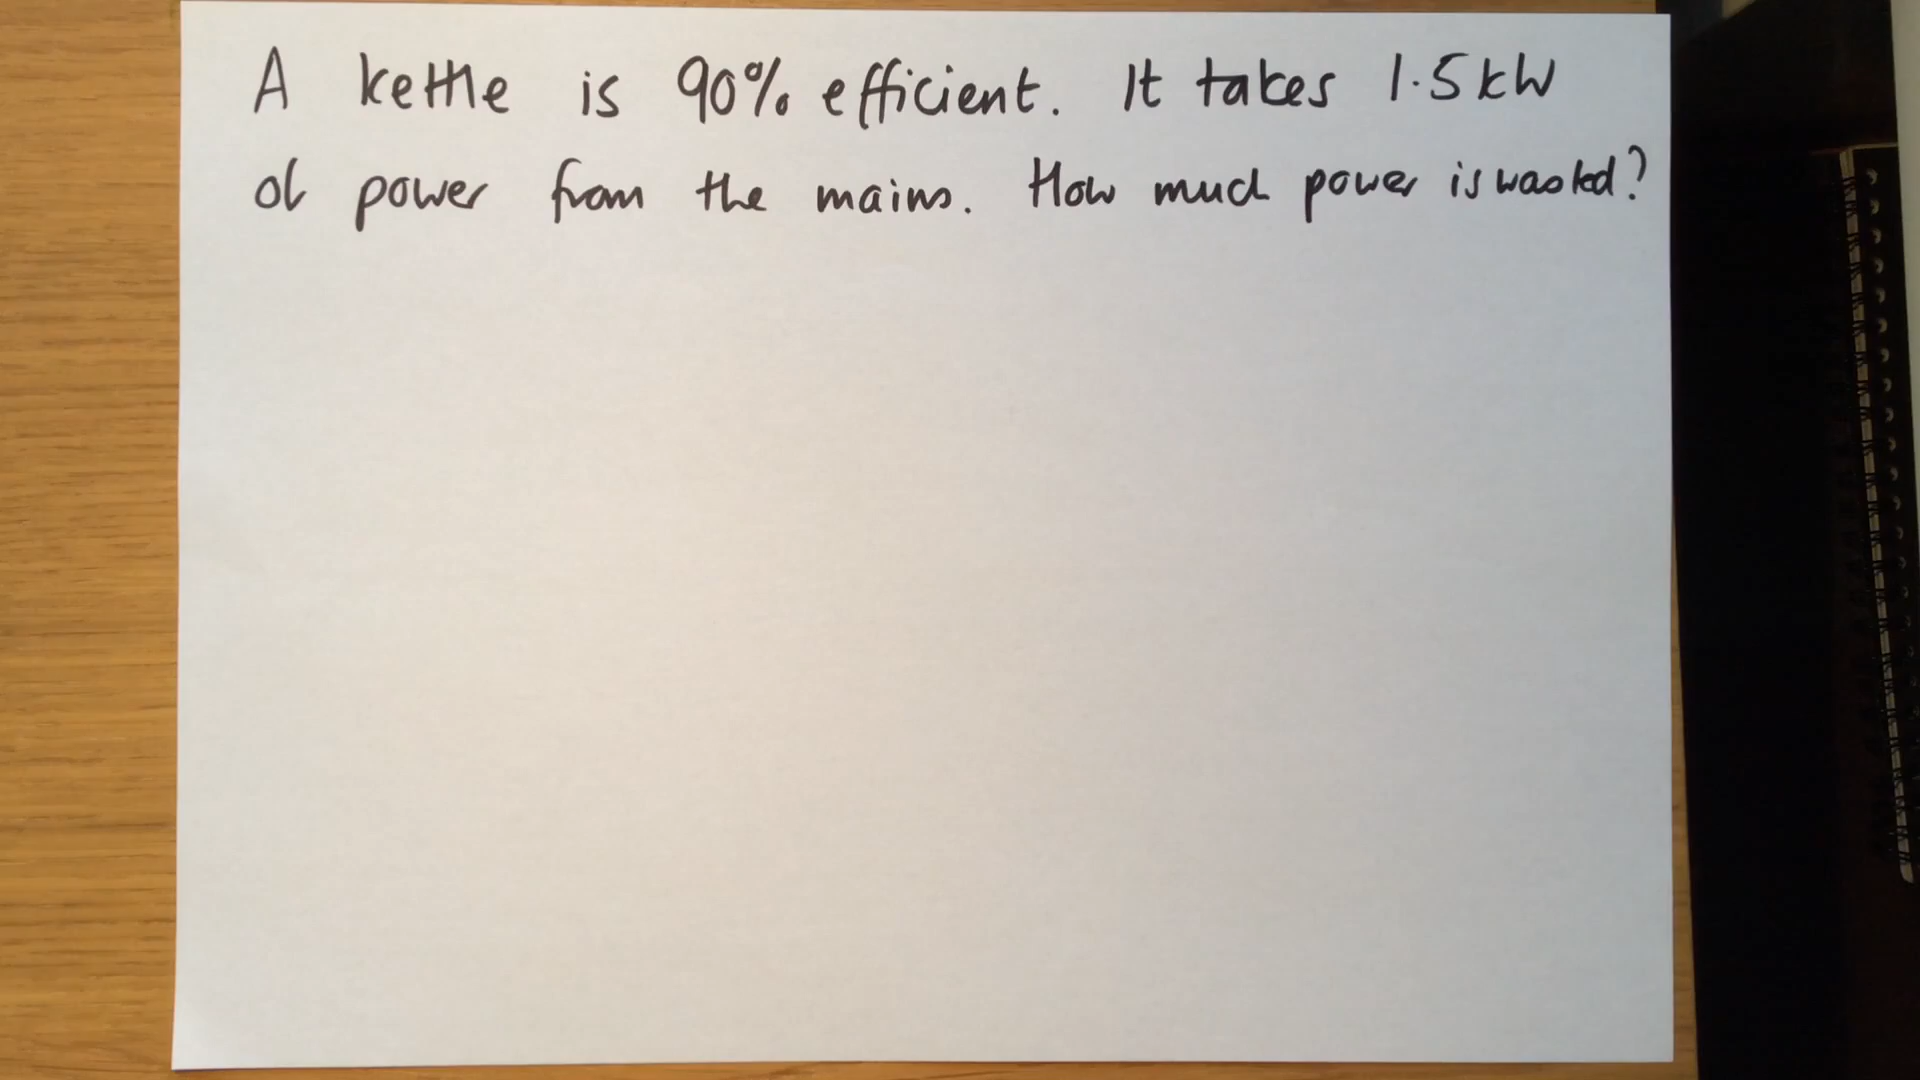 A kettle is 90% efficient. It takes 1.5kW
of power from the mains. How much power is wasted?